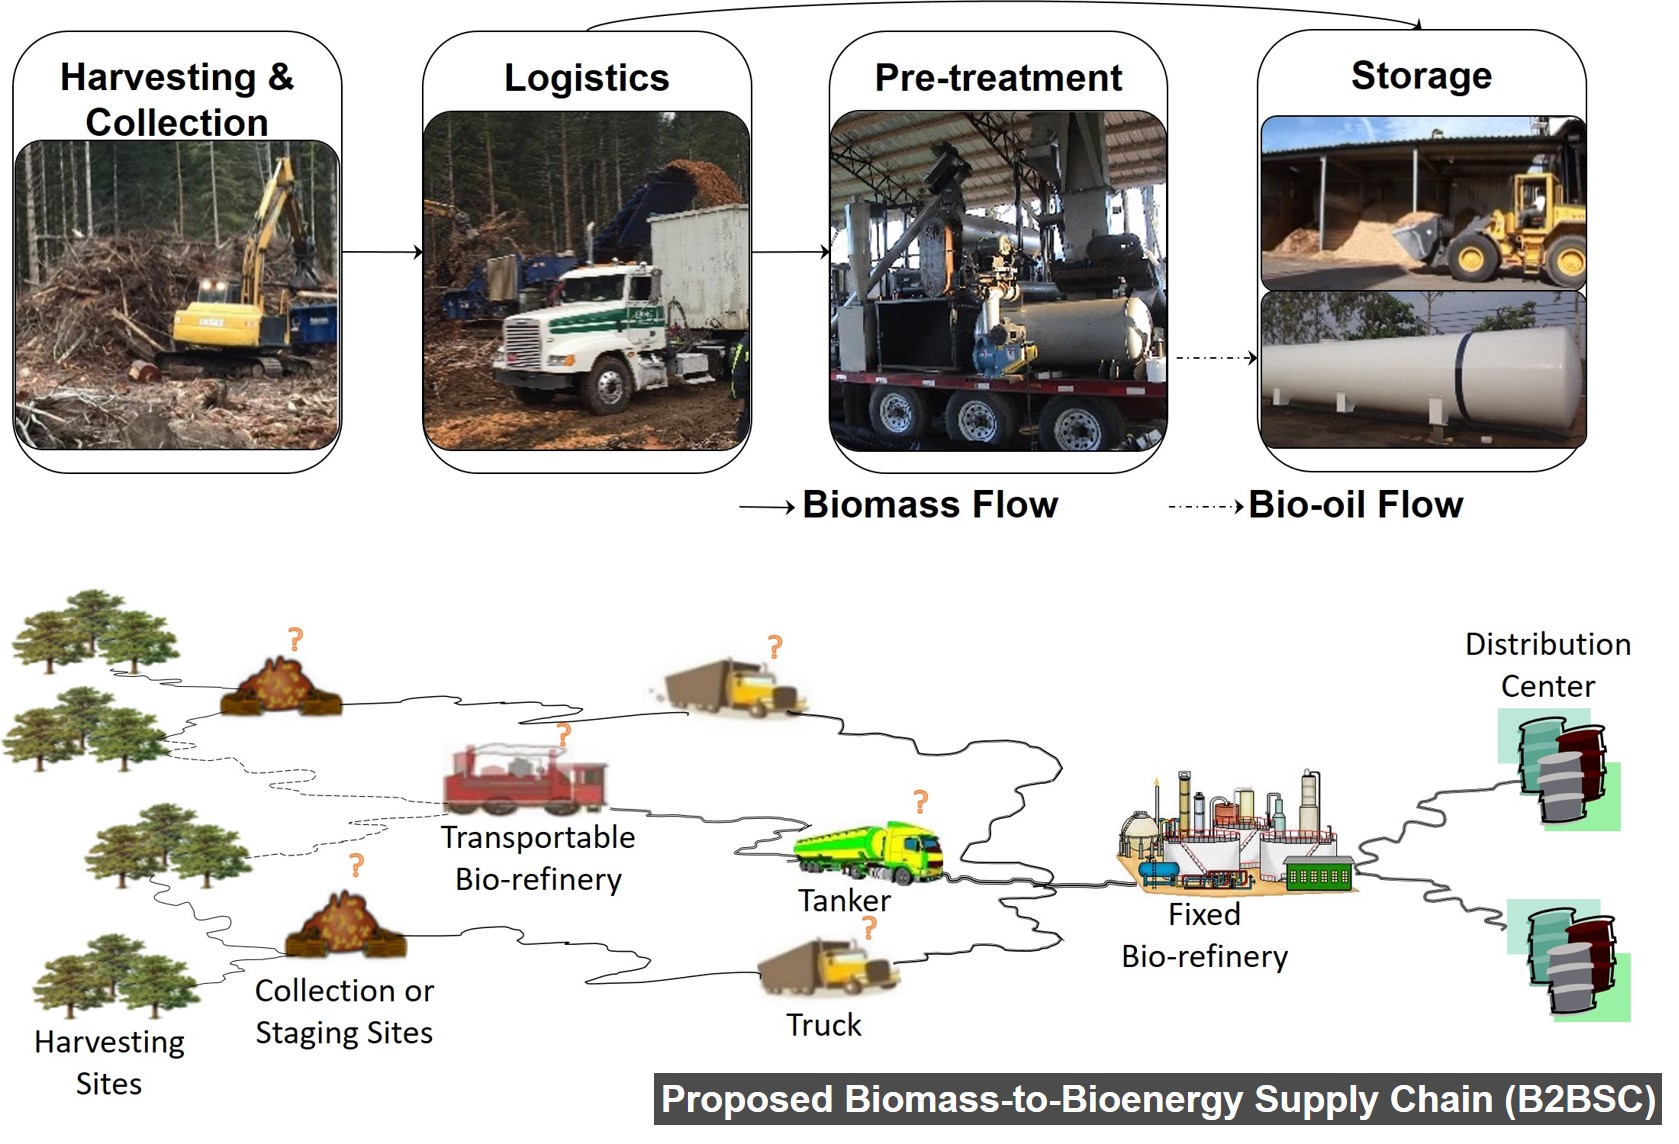 Harvesting &
Collection
Logistics
Pre-treatment
Storage
Biomass Flow
Bio-oil Flow
?
?
?
?
?
?
Distribution
Center
Transportable
Bio-refinery
Tanker
Fixed
Bio-refinery
Collection or
Staging Sites
Truck
Harvesting
Sites
Proposed Biomass-to-Bioenergy Supply Chain (B2BSC)